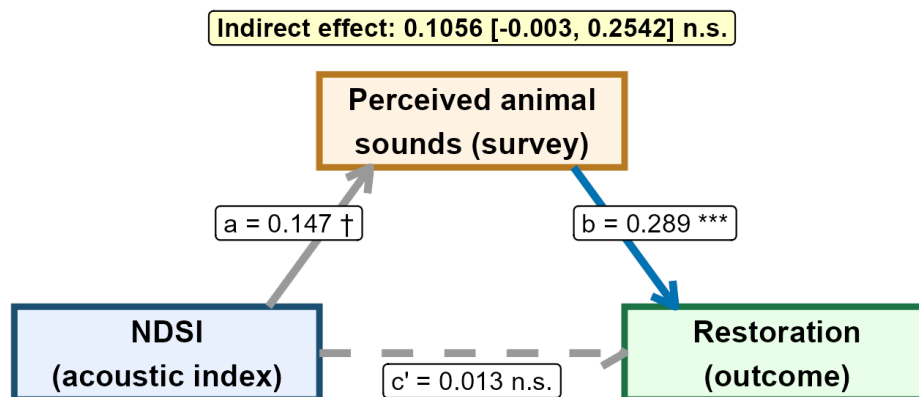 Indirect effect: 0.1056 [-0.003, 0.2542] n.s.
Perceived animal
sounds (survey)
a = 0.147 †
b = 0.289 ***
NDSI
(acoustic index)
Restoration
(outcome)
c' = 0.013 n.s.